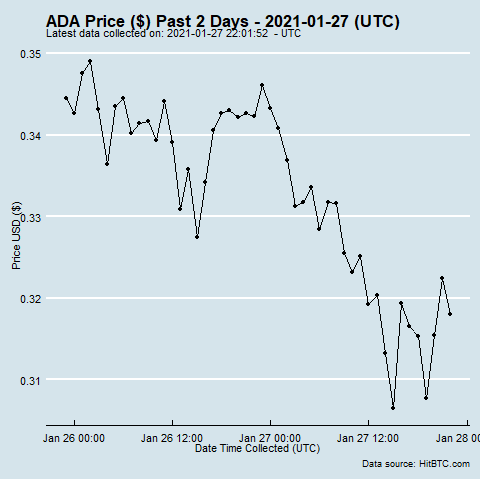 ADA Price ($) Past 2 Days - 2021-01-27 (UTC)
Latest data collected on: 2021-01-27 22:01:52 - UTC
0.35
0.34
0.33
0.32
0.31
Price USD ($)
Jan 26 00:00 Jan 26 12:00 Jan 27 00:00 Jan 27 12:00 Jan 28 00
Date Time Collected (UTC)
Data source: HitBTC.com